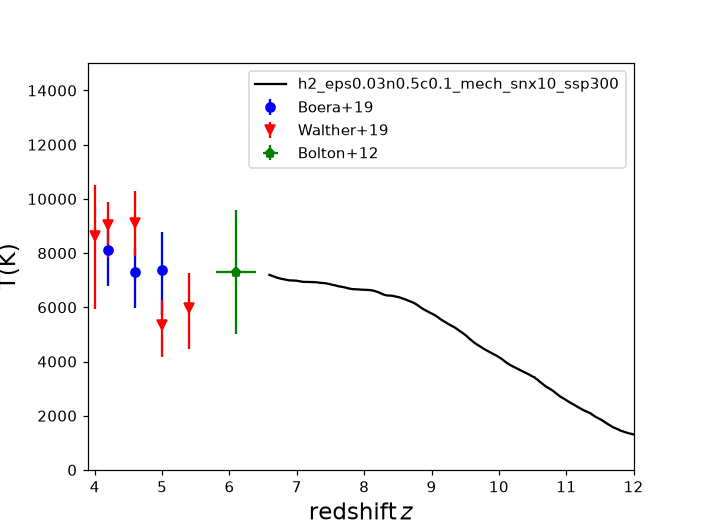 h2_eps0.03n0.5c0.1_mech_snx10_ssp300
Boera+19
Walther+19
Bolton+12
14000
12000
10000
8000
6000
4000
2000
0
T(K)
4 5 6 7 8 9 10 11 12
redshift z